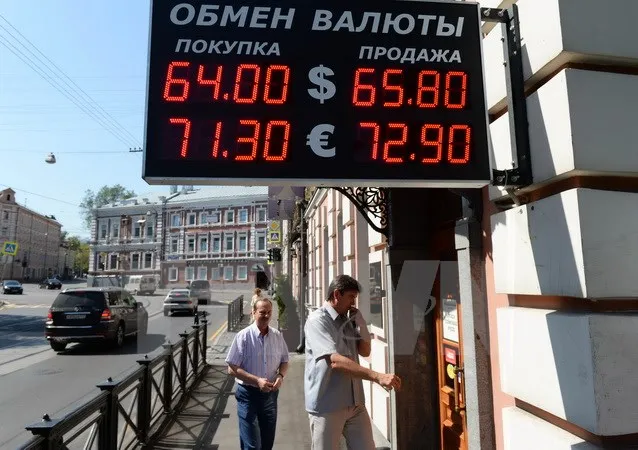 ОБМЕН ВАЛЮТЫ
ПОКУПКА ПРОДАЖА
64.00 $ 65.80
71.30 € 72.90